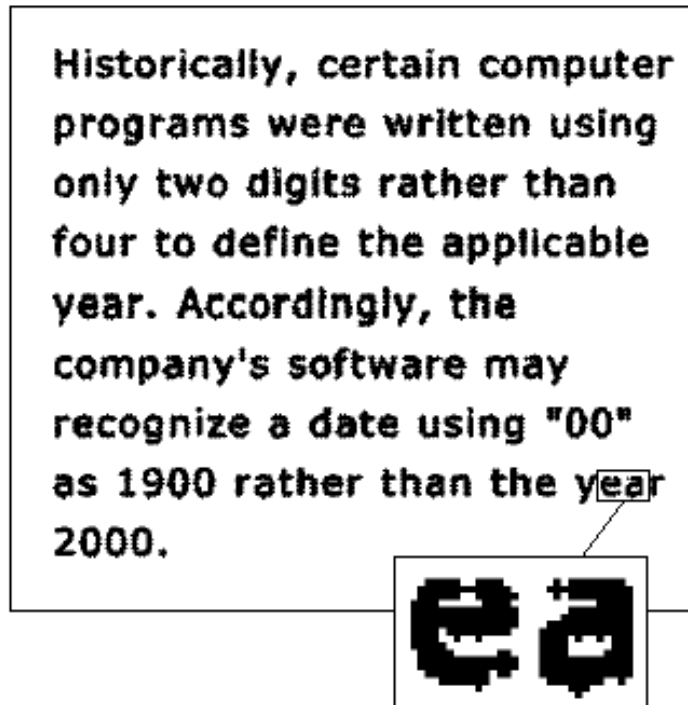 Historically, certain computer
programs were written using
only two digits rather than
four to define the applicable
year. Accordingly, the
company's software may
recognize a date using "00"
as 1900 rather than the year
2000.
ea